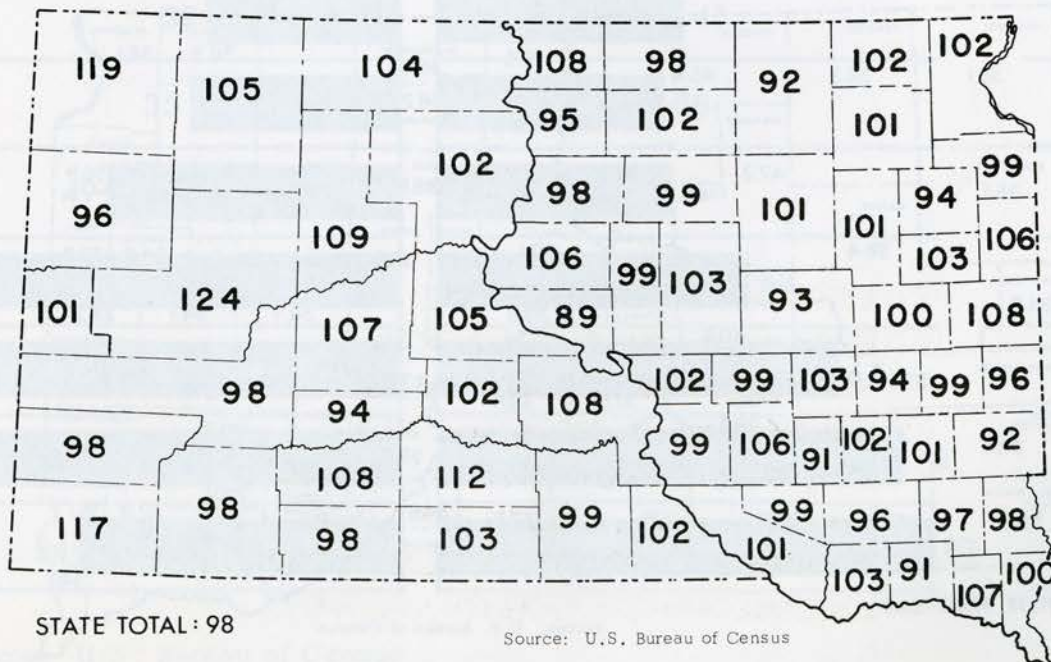 119 105 104 108 98 92 102 102
95 102 101
102 99
96 98 99 101 101 94
109 106 99 103 103 106
101 124 107 105 89 93 100 108
98 94 102 108 102 99 103 94 99 96
98 99 106 91 102 101 92
108 112
117 98 98 103 99 102 99 96 97 98
101 103 91 107 100
STATE TOTAL: 98
Source: U.S. Bureau of Census